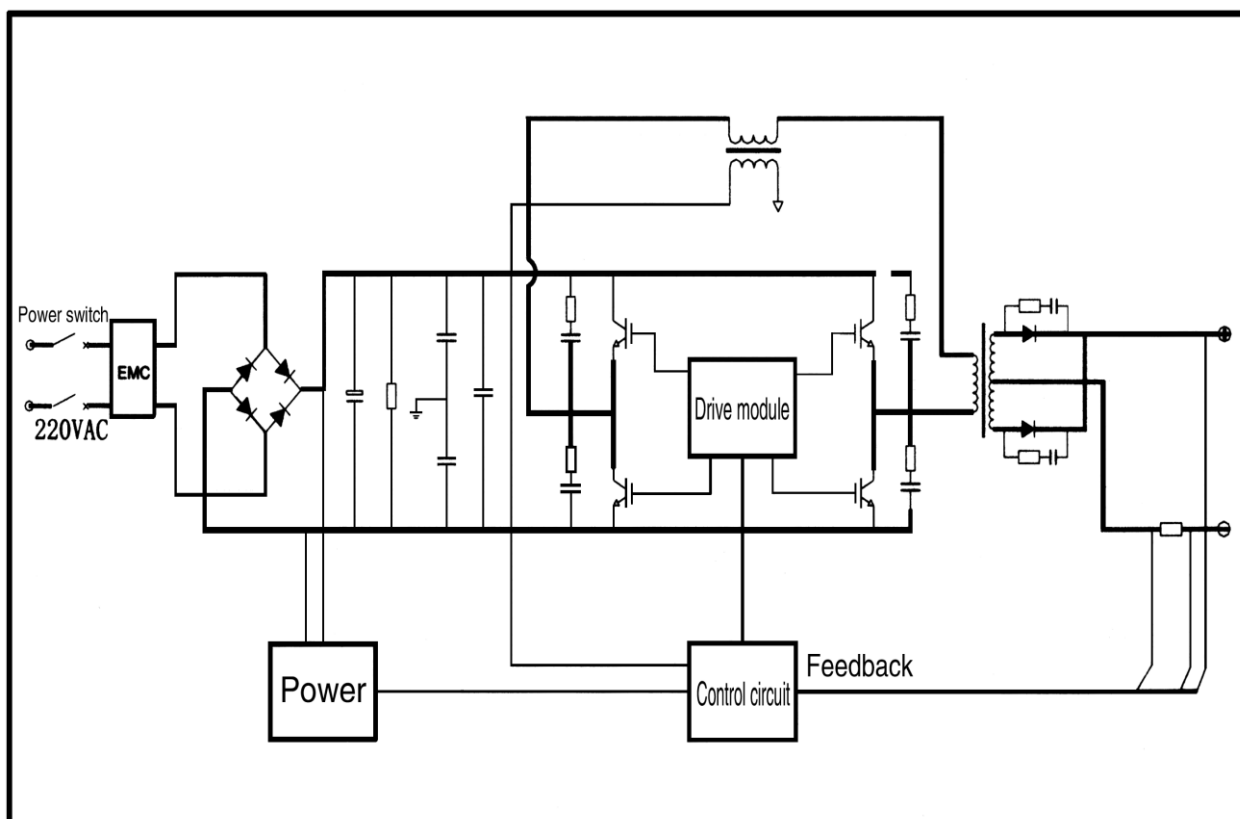 Power switch
EMC
220VAC
Drive module
Power
Control circuit
Feedback